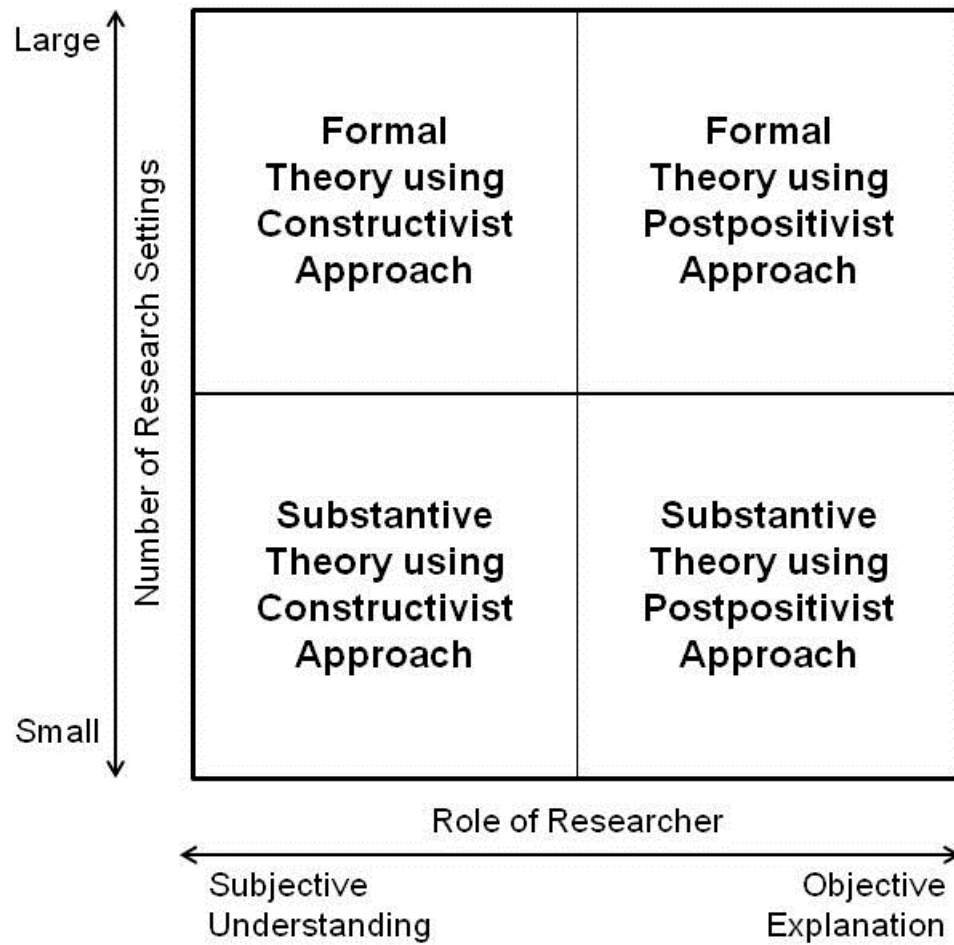 Large
Number of Research Settings
Small
Formal
Theory using
Constructivist
Approach
Formal
Theory using
Postpositivist
Approach
Substantive
Theory using
Constructivist
Approach
Substantive
Theory using
Postpositivist
Approach
Role of Researcher
Subjective
Understanding
Objective
Explanation